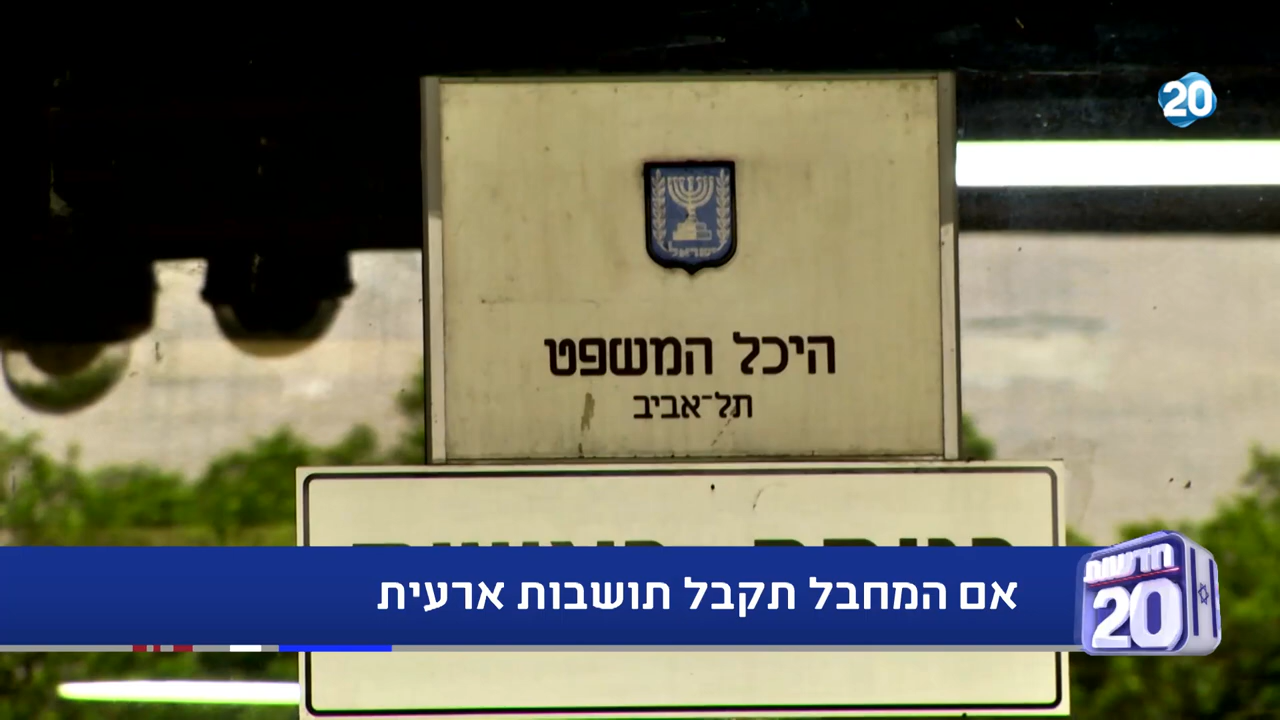 20
ישראל
היכל המשפט
תל־אביב
אם המחבל תקבל תושבות ארעית
חדשות
20